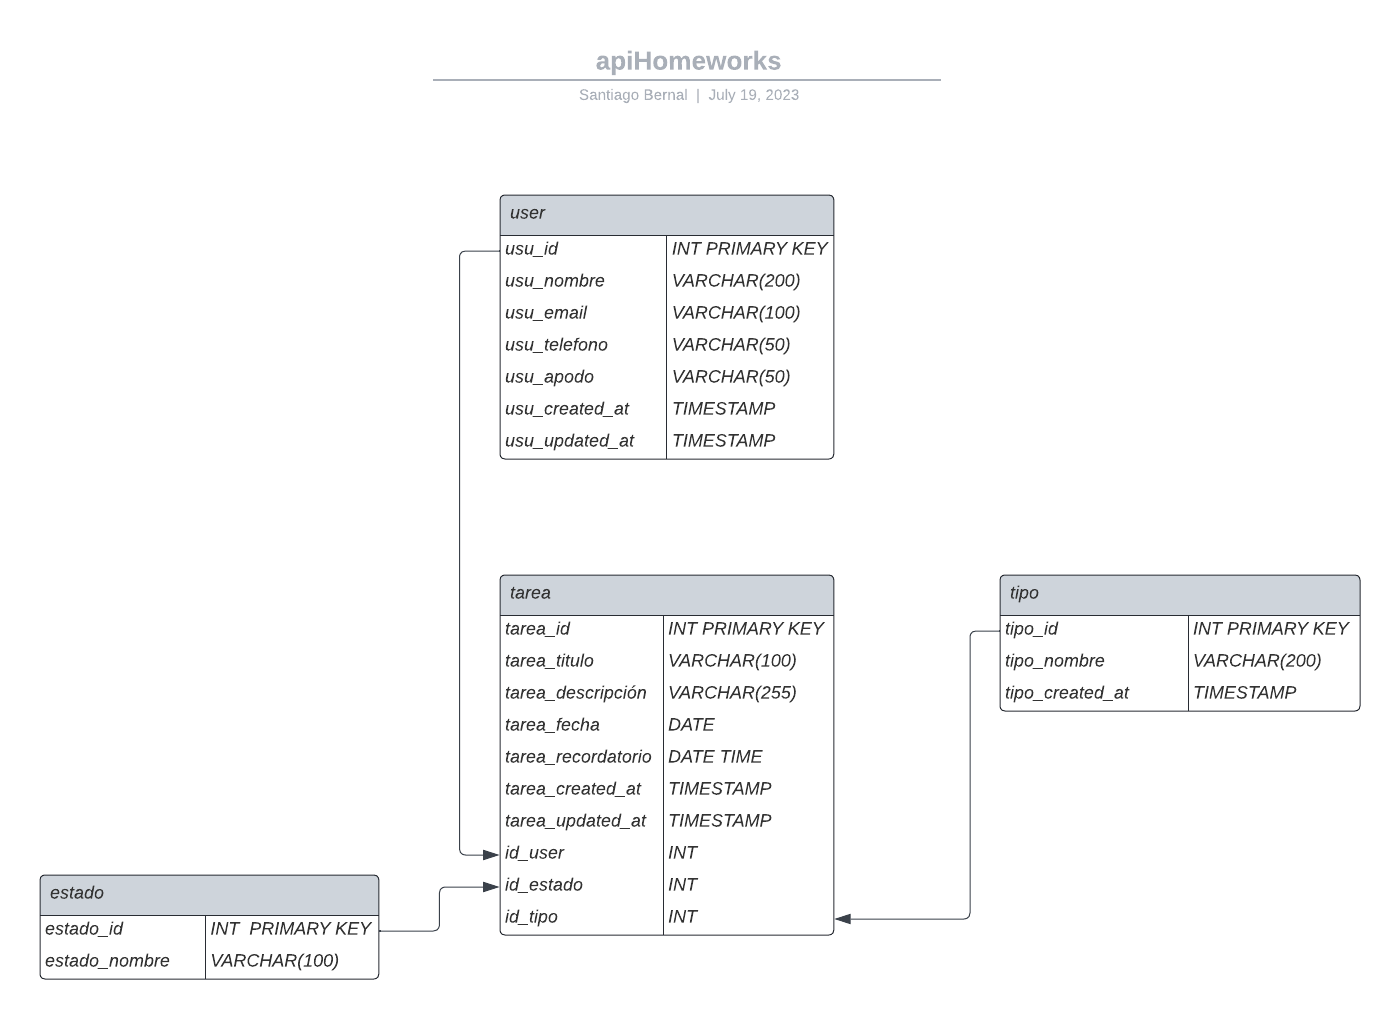 apiHomeworks
Santiago Bernal | July 19, 2023
user
usu_id INT PRIMARY KEY
usu_nombre VARCHAR(200)
usu_email VARCHAR(100)
usu_telefono VARCHAR(50)
usu_apodo VARCHAR(50)
usu_created_at TIMESTAMP
usu_updated_at TIMESTAMP
tarea
tarea_id INT PRIMARY KEY
tarea_titulo VARCHAR(100)
tarea_descripción VARCHAR(255)
tarea_fecha DATE
tarea_recordatorio DATE TIME
tarea_created_at TIMESTAMP
tarea_updated_at TIMESTAMP
id_user INT
id_estado INT
id_tipo INT
tipo
tipo_id INT PRIMARY KEY
tipo_nombre VARCHAR(200)
tipo_created_at TIMESTAMP
estado
estado_id INT PRIMARY KEY
estado_nombre VARCHAR(100)